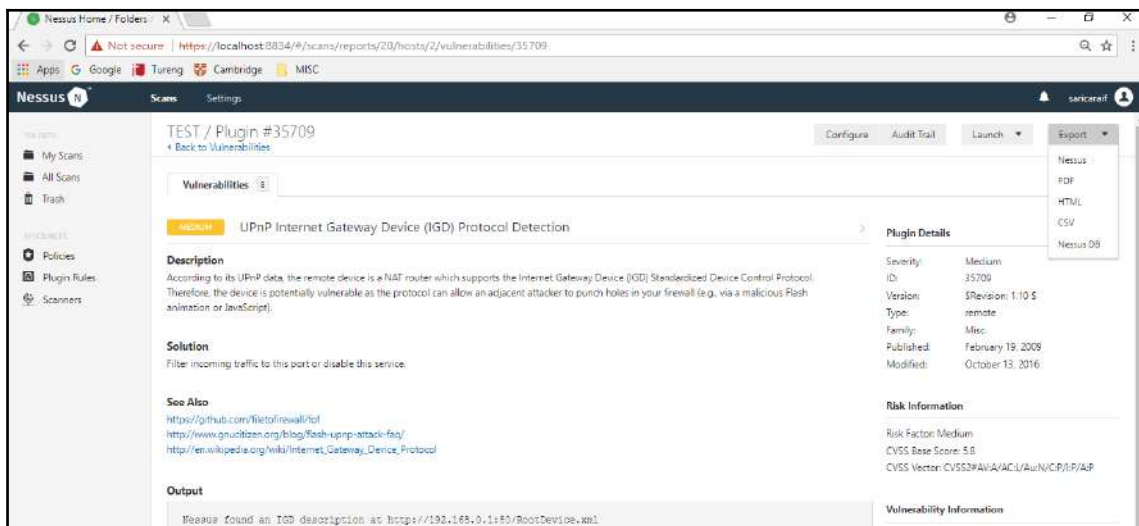 Nessus Home / Folders /
Not secure | https://localhost:8834/#/scans/reports/20/hosts/2/vulnerabilities/35709
Apps Google Tureng Cambridge MISC
Nessus N Scans Settings saricaraif
TEST / Plugin #35709
Back to Vulnerabilities
Configure Audit Trail Launch Export
Nessus
PDF
HTML
CSV
Nessus DB
FOLDERS
My Scans
All Scans
Trash
RESOURCES
Policies
Plugin Rules
Scanners
Vulnerabilities 8
MEDIUM UPnP Internet Gateway Device (IGD) Protocol Detection
Description
According to its UPnP data, the remote device is a NAT router which supports the Internet Gateway Device (IGD) Standardized Device Control Protocol.
Therefore, the device is potentially vulnerable as the protocol can allow an adjacent attacker to punch holes in your firewall (e.g. via a malicious Flash
animation or JavaScript).
Solution
Filter incoming traffic to this port or disable this service.
See Also
https://github.com/filetofirewall/fof
http://www.gnucitizen.org/blog/flash-upnp-attack-faq/
http://en.wikipedia.org/wiki/Internet_Gateway_Device_Protocol
Output
Nessus found an IGD description at http://192.168.0.1:80/RootDevice.xml
Plugin Details
Severity: Medium
ID: 35709
Version: $Revision: 1.10 $
Type: remote
Family: Misc.
Published: February 19, 2009
Modified: October 13, 2016
Risk Information
Risk Factor: Medium
CVSS Base Score: 5.8
CVSS Vector: CVSS2#AV:A/AC:L/Au:N/C:P/I:P/A:P
Vulnerability Information